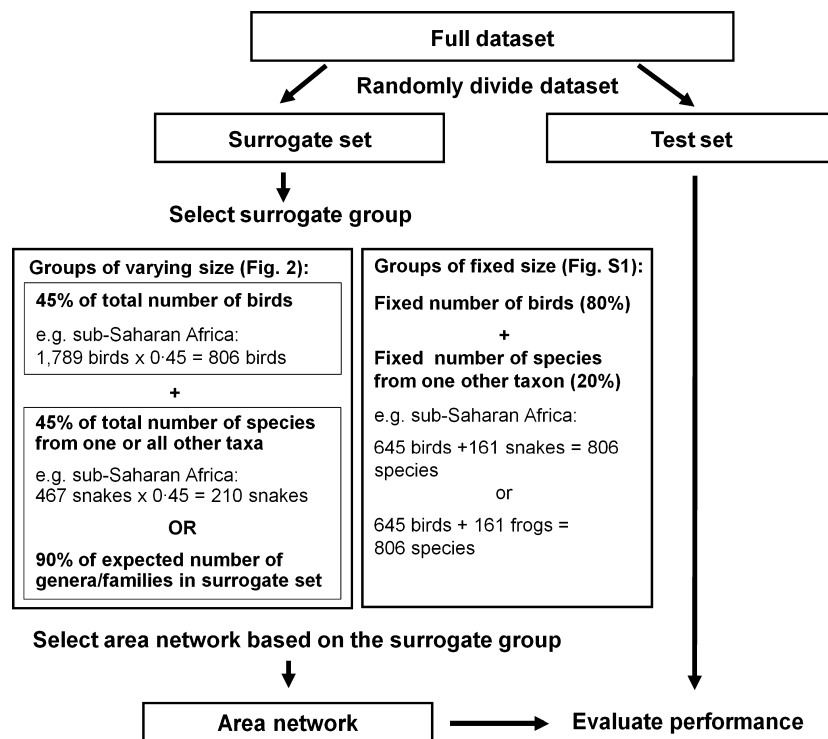 Full dataset
Randomly divide dataset
Surrogate set
Test set
Select surrogate group
Groups of varying size (Fig. 2):
45% of total number of birds
e.g. sub-Saharan Africa:
1,789 birds x 0·45 = 806 birds
+
45% of total number of species
from one or all other taxa
e.g. sub-Saharan Africa:
467 snakes x 0·45 = 210 snakes
OR
90% of expected number of
genera/families in surrogate set
Groups of fixed size (Fig. S1):
Fixed number of birds (80%)
+
Fixed number of species
from one other taxon (20%)
e.g. sub-Saharan Africa:
645 birds +161 snakes = 806
species
or
645 birds + 161 frogs =
806 species
Select area network based on the surrogate group
Area network
Evaluate performance